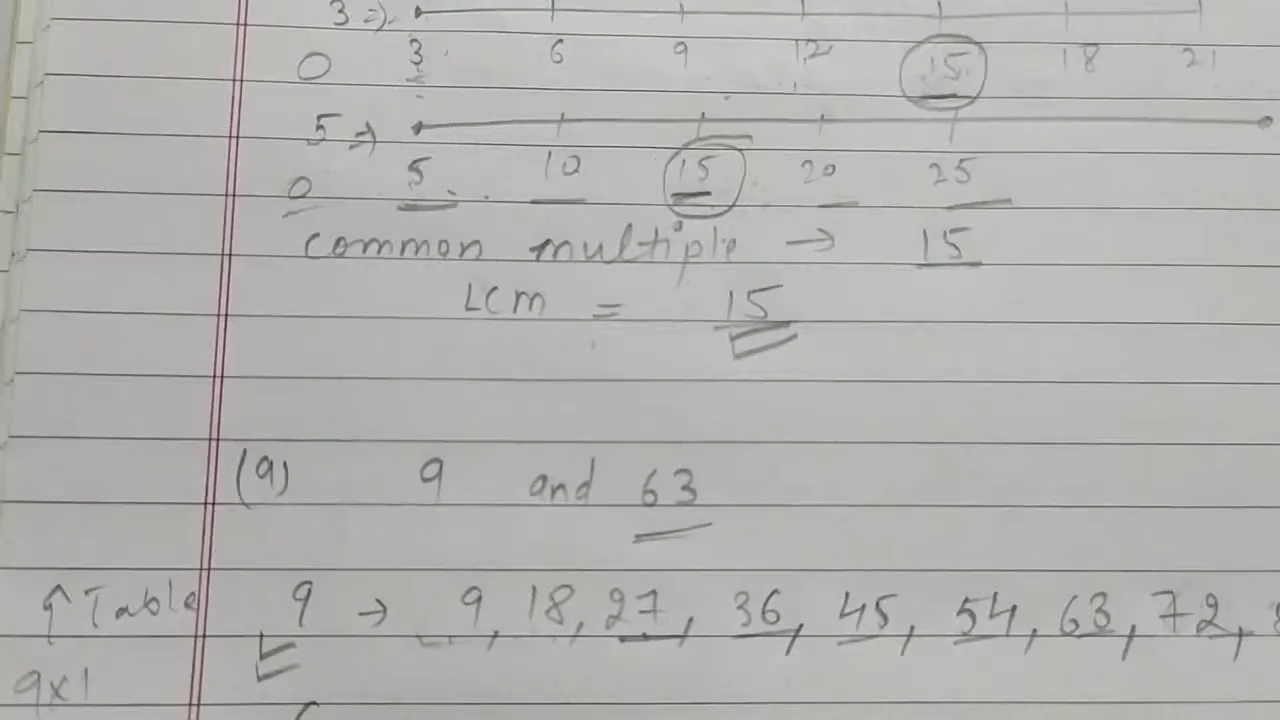 3 ⇒
0 3 6 9 12 15 18 21
5 ⇒
0 5 10 15 20 25
common multiple → 15
LCM = 15
(a) 9 and 63
Table 9 → 9, 18, 27, 36, 45, 54, 63, 72,
9x1